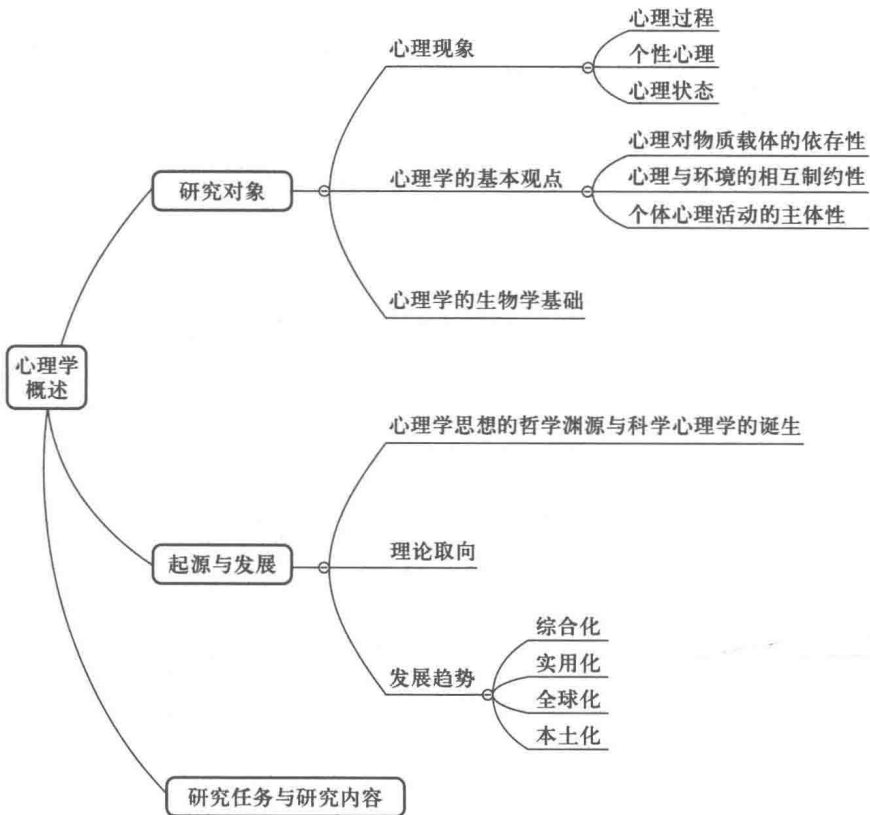 心理学
概述
研究对象
心理现象
心理过程
个性心理
心理状态
心理学的基本观点
心理对物质载体的依存性
心理与环境的相互制约性
个体心理活动的主体性
心理学的生物学基础
起源与发展
心理学思想的哲学渊源与科学心理学的诞生
理论取向
发展趋势
综合化
实用化
全球化
本土化
研究任务与研究内容